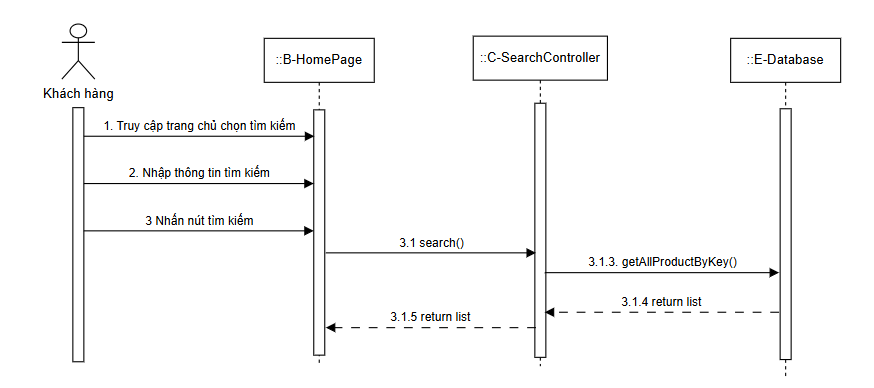 Khách hàng
::B-HomePage
::C-SearchController
::E-Database
1. Truy cập trang chủ chọn tìm kiếm
2. Nhập thông tin tìm kiếm
3 Nhấn nút tìm kiếm
3.1 search()
3.1.3. getAllProductByKey()
3.1.4 return list
3.1.5 return list